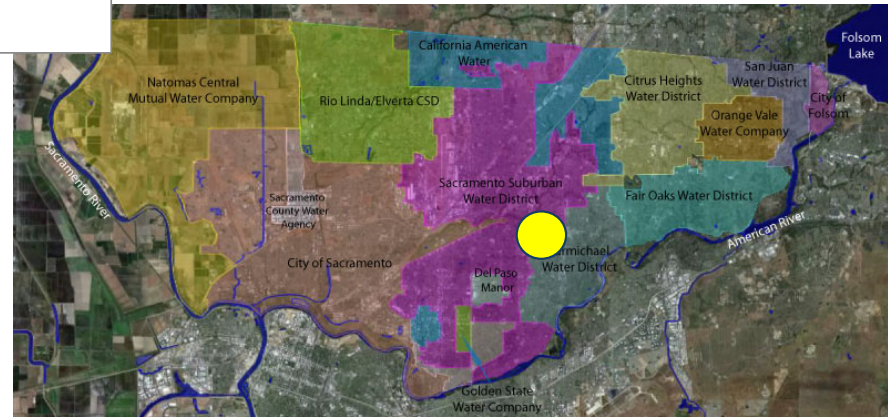 Folsom
Lake
California American
Water
San Juan
Water District
Natomas Central
Mutual Water Company
Citrus Heights
Water District
Rio Linda/Elverta CSD
City of
Folsom
Orange Vale
Water Company
Sacramento River
Sacramento Suburban
Water District
Sacramento
County Water
Agency
Fair Oaks Water District
American River
City of Sacramento
rmichael
Water District
Del Paso
Manor
Golden State
Water Company